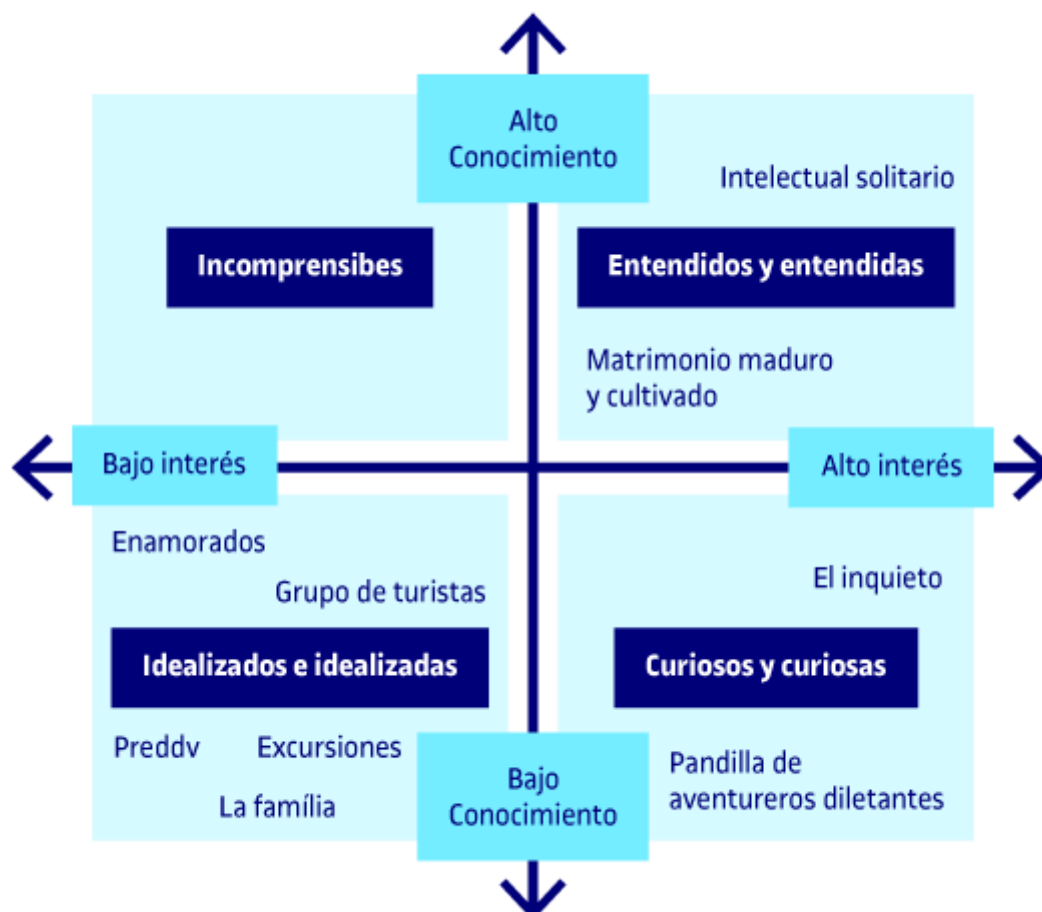 Alto
Conocimiento
Intelectual solitario
Incomprensibes
Entendidos y entendidas
Matrimonio maduro
y cultivado
Bajo interés
Alto interés
Enamorados
Grupo de turistas
El inquieto
Idealizados e idealizadas
Curiosos y curiosas
Preddv
Excursiones
La família
Bajo
Conocimiento
Pandilla de
aventureros diletantes